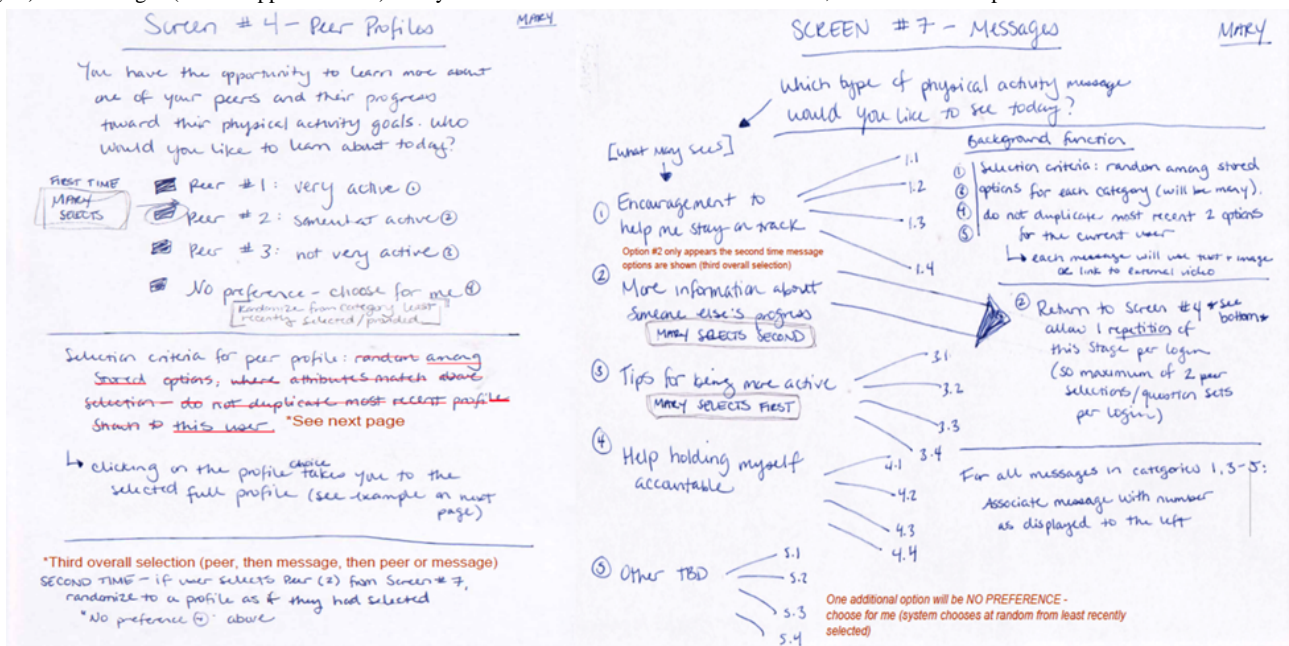 Screen #4 - Peer Profiles
MARY
You have the opportunity to learn more about
one of your peers and their progress
toward their physical activity goals. Who
would you like to learn about today?
FIRST TIME
MARY
SELECTS
Peer #1: very active ①
Peer #2: somewhat active ②
Peer #3: not very active ③
No preference - choose for me ④
Randomize from category least
recently selected/provided
Selection criteria for peer profile: random among
stored options, where attributes match above
selection - do not duplicate most recent profiles
shown to this user. *See next page
↳ clicking on the profile choice takes you to the
selected full profile (see example on next
page)
*Third overall selection (peer, then message, then peer or message)
SECOND TIME - if user selects Peer (2) from Screen #7,
randomize to a profile as if they had selected
"No preference ④" above
SCREEN #7 - Messages
MARY
Which type of physical activity message
would you like to see today?
[What Mary sees]
① Encouragement to
help me stay on track
1.1
1.2
1.3
1.4
Option #2 only appears the second time message
options are shown (third overall selection)
② More information about
someone else's progress
MARY SELECTS SECOND
③ Tips for being more active
MARY SELECTS FIRST
3.1
3.2
3.3
3.4
④ Help holding myself
accountable
4.1
4.2
4.3
4.4
⑤ Other TBD
5.1
5.2
5.3
5.4
Background function
① Selection criteria: random among stored
③ options for each category (will be many).
④ do not duplicate most recent 2 options
⑤ for the current user
↳ each message will use text + image
or link to external video
② Return to Screen #4 *see
bottom*
allow 1 repetition of
this stage per login
(so maximum of 2 peer
selections/question sets
per login)
For all messages in categories 1, 3-5:
Associate message with number
as displayed to the left
One additional option will be NO PREFERENCE -
choose for me (system chooses at random from least recently
selected)